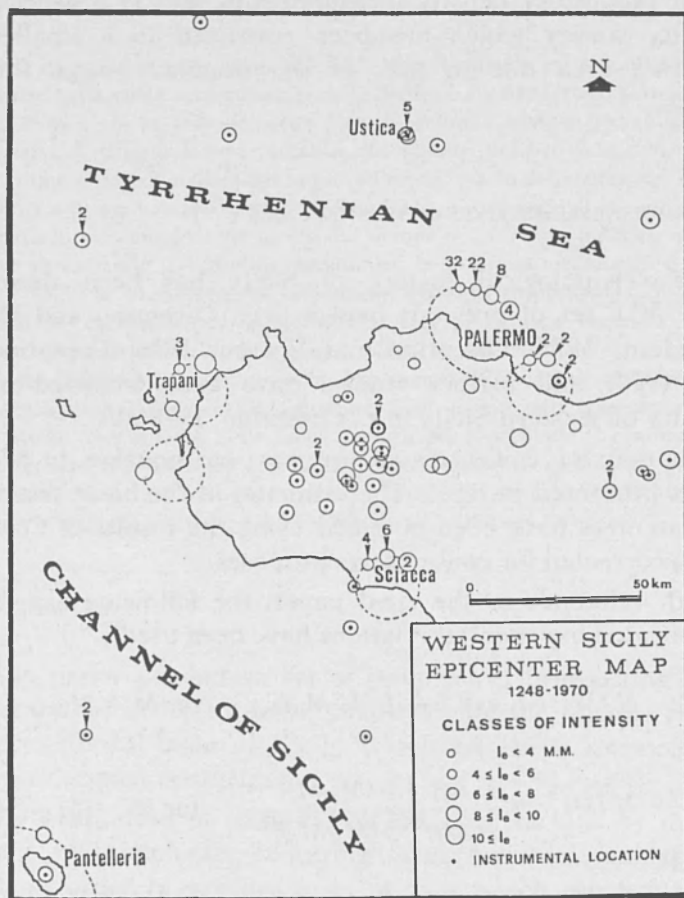 N
5
Ustica
TYRRHENIAN SEA
2
32 22 8
4
PALERMO
2 2
2
3
Trapani
2
2
2
4 6
2
Sciacca
0 50 km
CHANNEL OF SICILY
2
Pantelleria
WESTERN SICILY
EPICENTER MAP
1248-1970
CLASSES OF INTENSITY
Iₒ < 4 M.M.
4 ≤ Iₒ < 6
6 ≤ Iₒ < 8
8 ≤ Iₒ < 10
10 ≤ Iₒ
INSTRUMENTAL LOCATION